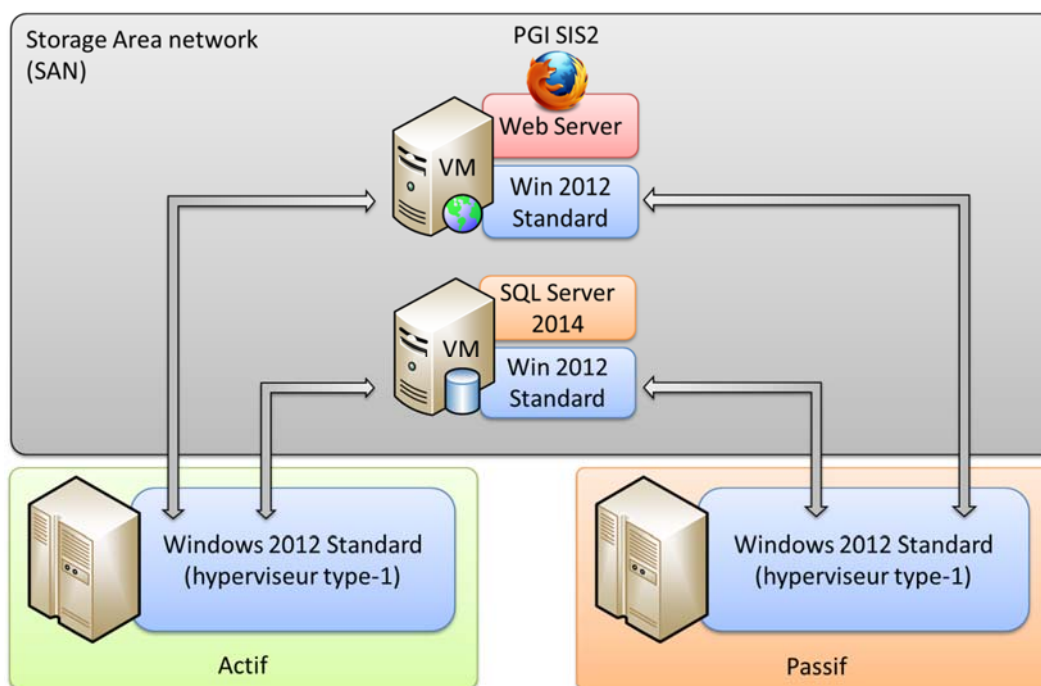 Storage Area network
(SAN)
PGI SIS2
Web Server
VM
Win 2012
Standard
SQL Server
2014
VM
Win 2012
Standard
Windows 2012 Standard
(hyperviseur type-1)
Actif
Windows 2012 Standard
(hyperviseur type-1)
Passif